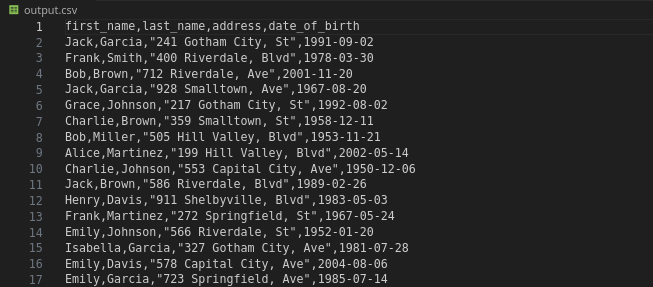 output.csv
1 first_name,last_name,address,date_of_birth
2 Jack,Garcia,"241 Gotham City, St",1991-09-02
3 Frank,Smith,"400 Riverdale, Blvd",1978-03-30
4 Bob,Brown,"712 Riverdale, Ave",2001-11-20
5 Jack,Garcia,"928 Smalltown, Ave",1967-08-20
6 Grace,Johnson,"217 Gotham City, St",1992-08-02
7 Charlie,Brown,"359 Smalltown, St",1958-12-11
8 Bob,Miller,"505 Hill Valley, Blvd",1953-11-21
9 Alice,Martinez,"199 Hill Valley, Blvd",2002-05-14
10 Charlie,Johnson,"553 Capital City, Ave",1950-12-06
11 Jack,Brown,"586 Riverdale, Blvd",1989-02-26
12 Henry,Davis,"911 Shelbyville, Blvd",1983-05-03
13 Frank,Martinez,"272 Springfield, St",1967-05-24
14 Emily,Johnson,"566 Riverdale, St",1952-01-20
15 Isabella,Garcia,"327 Gotham City, Ave",1981-07-28
16 Emily,Davis,"578 Capital City, Ave",2004-08-06
17 Emily,Garcia,"723 Springfield, Ave",1985-07-14